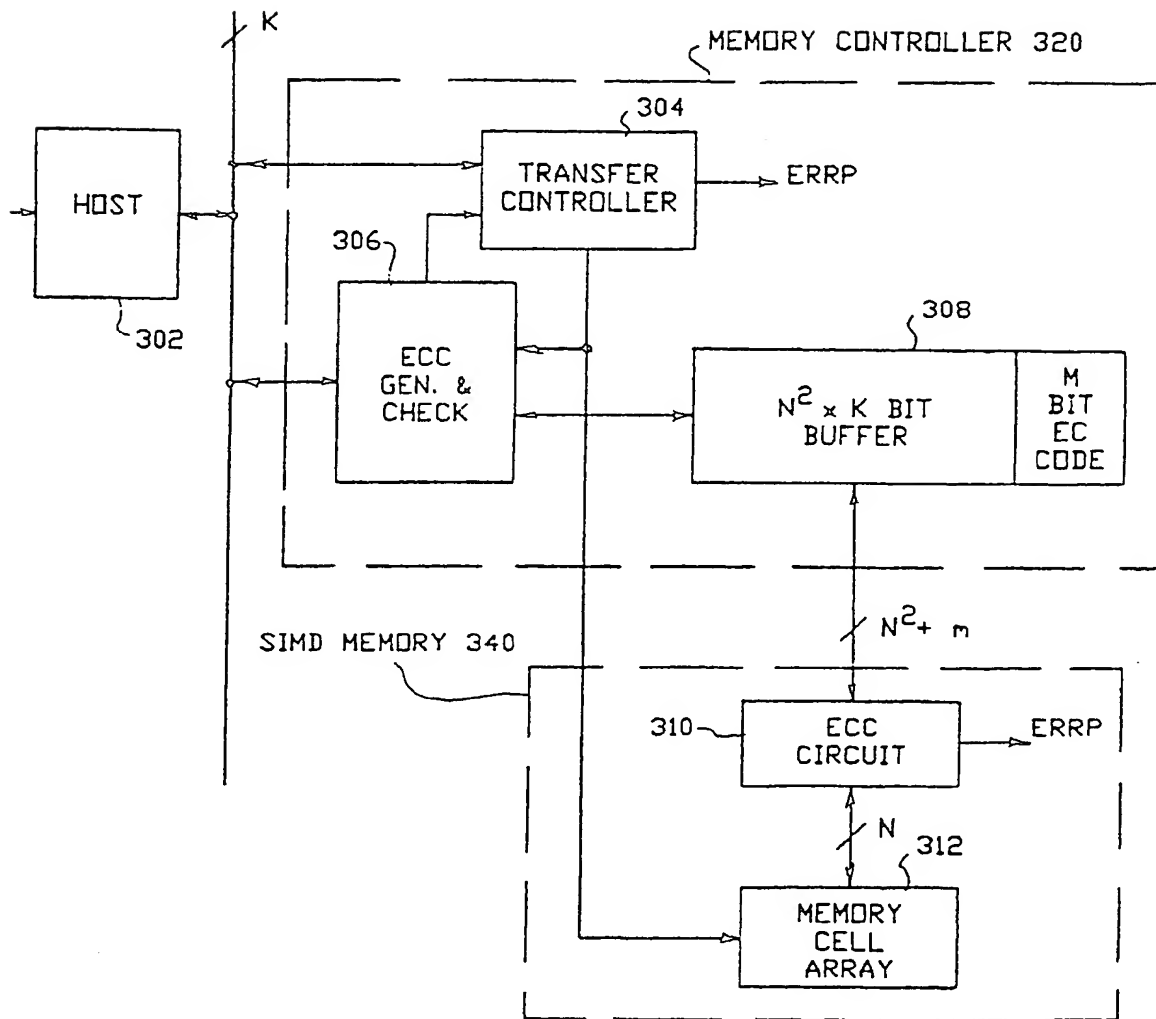 K
MEMORY CONTROLLER 320
304
TRANSFER
CONTROLLER
ERRP
HOST
302
306
ECC
GEN. &
CHECK
308
N² × K BIT
BUFFER
M
BIT
EC
CODE
N² + m
SIMD MEMORY 340
310
ECC
CIRCUIT
ERRP
N
312
MEMORY
CELL
ARRAY